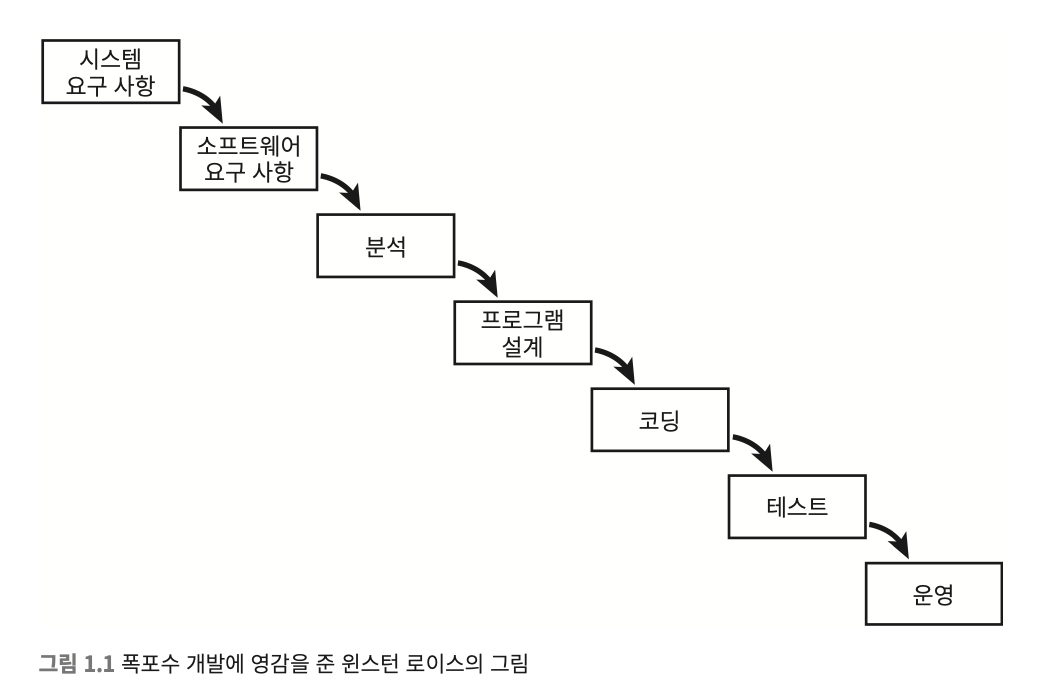 시스템
요구 사항
소프트웨어
요구 사항
분석
프로그램
설계
코딩
테스트
운영
그림 1.1 폭포수 개발에 영감을 준 윈스턴 로이스의 그림